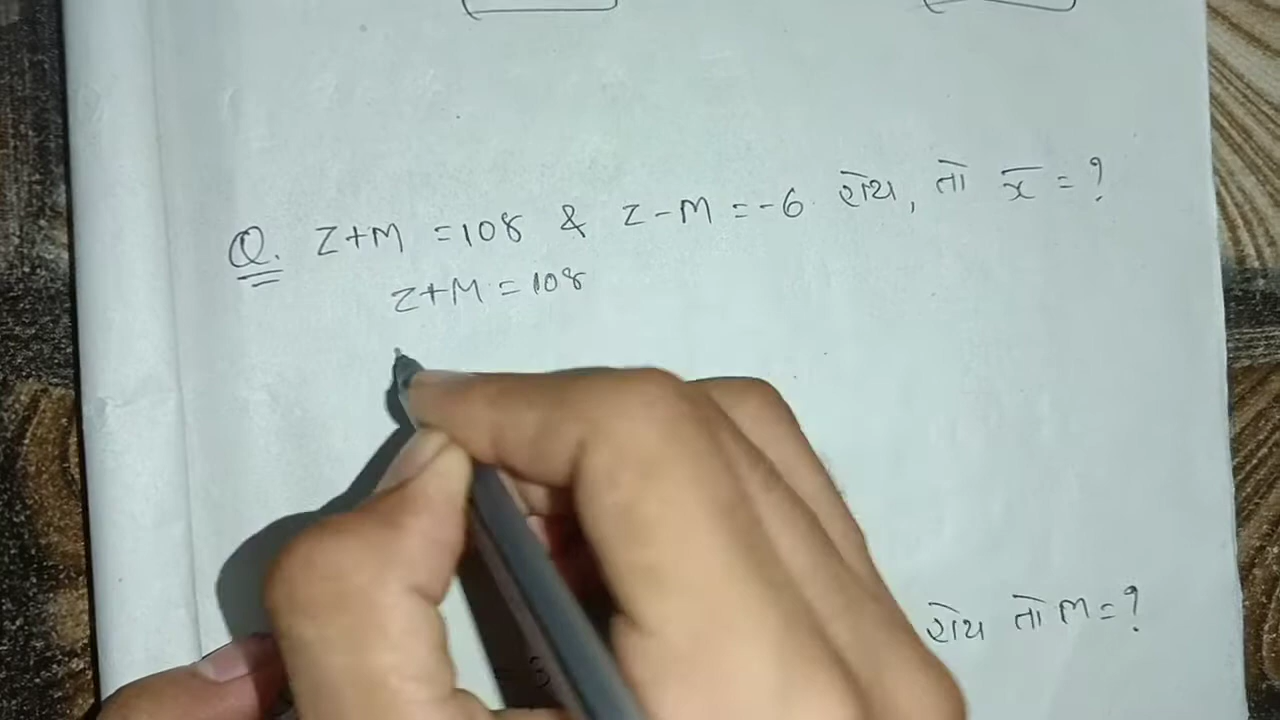 Q. Z+M = 108 & Z-M = -6 હોય, તો x̄ = ?
Z+M = 108
હોય તો M = ?